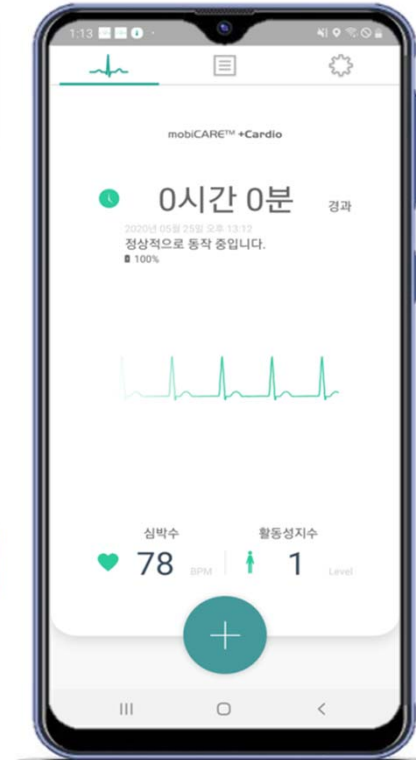 1:13
mobiCARE™ +Cardio
0시간 0분 경과
2020년 05월 25일 오후 13:12
정상적으로 동작 중입니다.
100%
심박수 활동성지수
78 BPM 1 Level